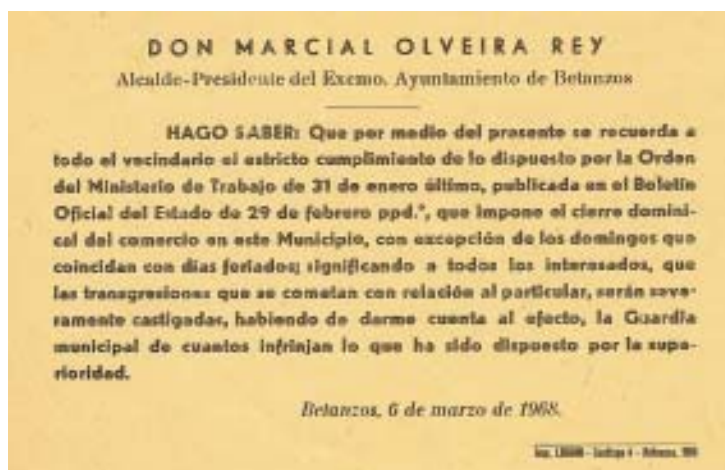 DON MARCIAL OLVEIRA REY
Alcalde-Presidente del Excmo. Ayuntamiento de Betanzos
HAGO SABER: Que por medio del presente se recuerda a
todo el vecindario el estricto cumplimiento de lo dispuesto por la Orden
del Ministerio de Trabajo de 31 de enero último, publicada en el Boletín
Oficial del Estado de 29 de febrero ppd.º, que impone el cierre domini-
cal del comercio en este Municipio, con excepción de los domingos que
coincidan con días feriados; significando a todos los interesados, que
las transgresiones que se cometan con relación al particular, serán seve-
ramente castigadas, habiendo de darme cuenta al efecto, la Guardia
municipal de cuantos infrinjan lo que ha sido dispuesto por la supe-
rioridad.
Betanzos, 6 de marzo de 1968.
Imp. - Betanzos